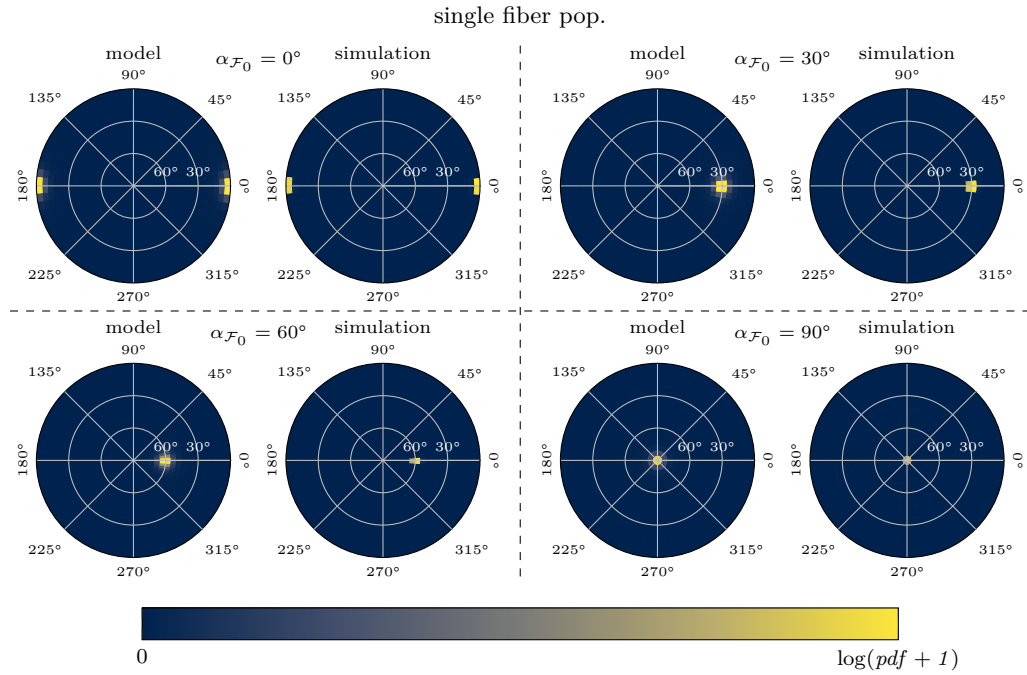 single fiber pop.
model α𝓕₀ = 0° simulation
90° 90°
135° 45° 135° 45°
60° 30° 60° 30°
180° 0° 180° 0°
225° 315° 225° 315°
270° 270°
model α𝓕₀ = 30° simulation
90° 90°
135° 45° 135° 45°
60° 30° 60° 30°
180° 0° 180° 0°
225° 315° 225° 315°
270° 270°
model α𝓕₀ = 60° simulation
90° 90°
135° 45° 135° 45°
60° 30° 60° 30°
180° 0° 180° 0°
225° 315° 225° 315°
270° 270°
model α𝓕₀ = 90° simulation
90° 90°
135° 45° 135° 45°
60° 30° 60° 30°
180° 0° 180° 0°
225° 315° 225° 315°
270° 270°
0 log(pdf + 1)